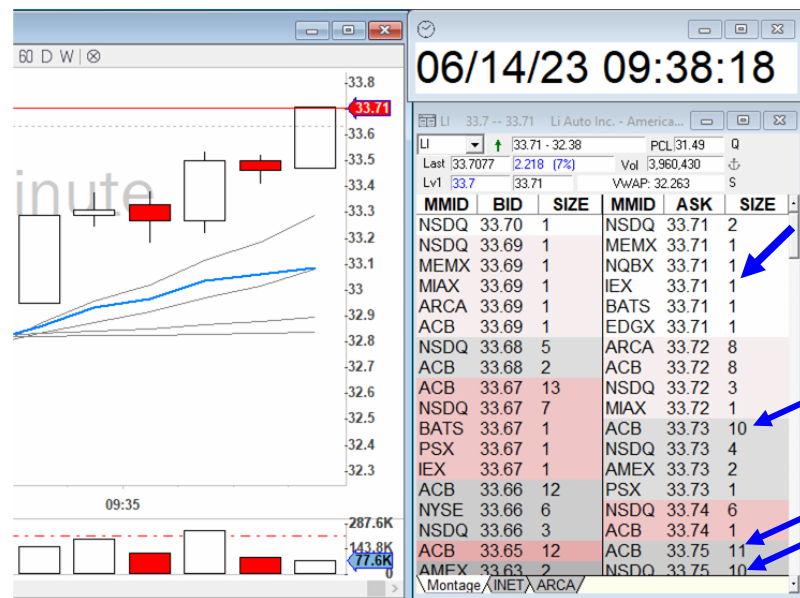 60 D W
inute
33.8
33.71
33.6
33.5
33.4
33.3
33.2
33.1
33
32.9
32.8
32.7
32.6
32.5
32.4
32.3
09:35
287.6K
143.8K
77.6K
0
06/14/23 09:38:18
LI 33.7 -- 33.71 Li Auto Inc. - America...
LI 33.71 - 32.38 PCL 31.49 Q
Last 33.7077 2.218 (7%) Vol 3,960,430
Lv1 33.7 33.71 VWAP: 32.263 S
MMID BID SIZE MMID ASK SIZE
NSDQ 33.70 1 NSDQ 33.71 2
NSDQ 33.69 1 MEMX 33.71 1
MEMX 33.69 1 NQBX 33.71 1
MIAX 33.69 1 IEX 33.71 1
ARCA 33.69 1 BATS 33.71 1
ACB 33.69 1 EDGX 33.71 1
NSDQ 33.68 5 ARCA 33.72 8
ACB 33.68 2 ACB 33.72 8
ACB 33.67 13 NSDQ 33.72 3
NSDQ 33.67 7 MIAX 33.72 1
BATS 33.67 1 ACB 33.73 10
PSX 33.67 1 NSDQ 33.73 4
IEX 33.67 1 AMEX 33.73 2
ACB 33.66 12 PSX 33.73 1
NYSE 33.66 6 NSDQ 33.74 6
NSDQ 33.66 3 ACB 33.74 1
ACB 33.65 12 ACB 33.75 11
AMEX 33.63 2 NSDQ 33.75 10
Montage INET ARCA